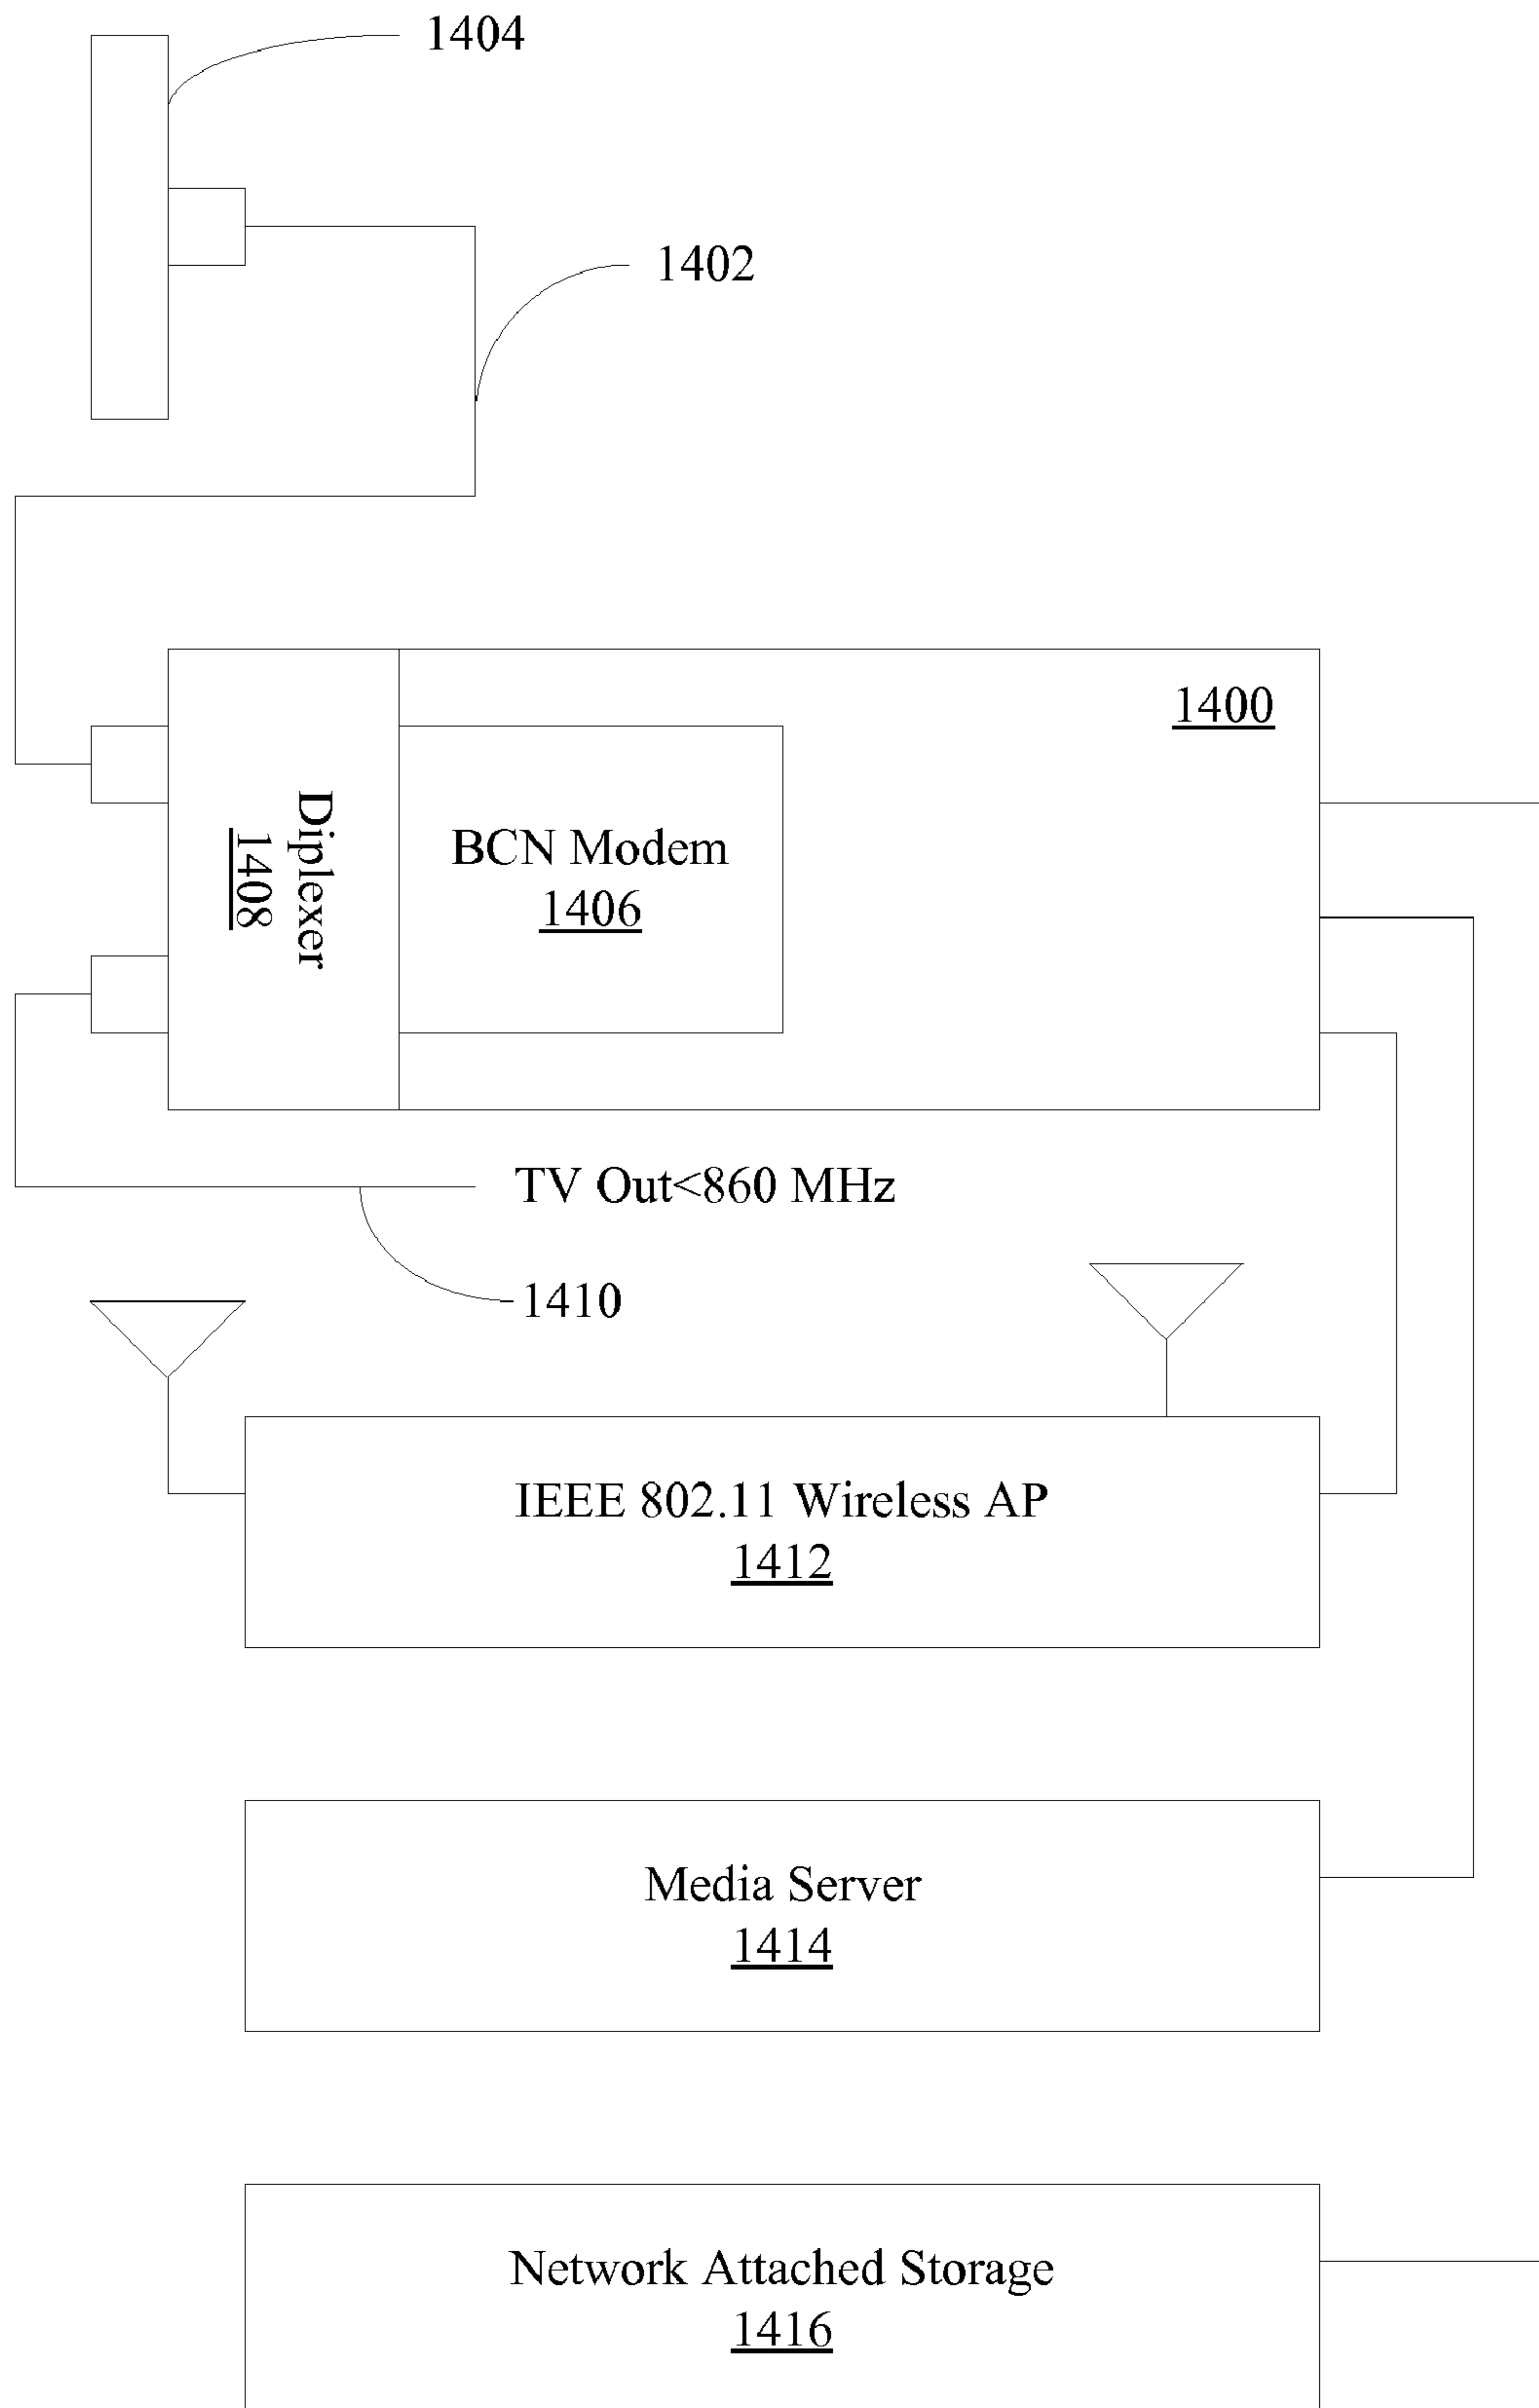 1404
1402
1400
Diplexer
1408
BCN Modem
1406
TV Out<860 MHz
1410
IEEE 802.11 Wireless AP
1412
Media Server
1414
Network Attached Storage
1416